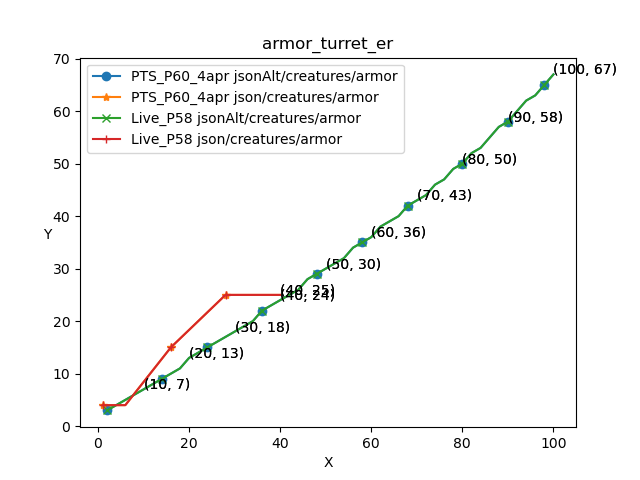 armor_turret_er
PTS_P60_4apr jsonAlt/creatures/armor
PTS_P60_4apr json/creatures/armor
Live_P58 jsonAlt/creatures/armor
Live_P58 json/creatures/armor
(100, 67)
(90, 58)
(80, 50)
(70, 43)
(60, 36)
(50, 30)
(40, 25)
(40, 24)
(30, 18)
(20, 13)
(10, 7)
Y
70
60
50
40
30
20
10
0
0 20 40 60 80 100
X